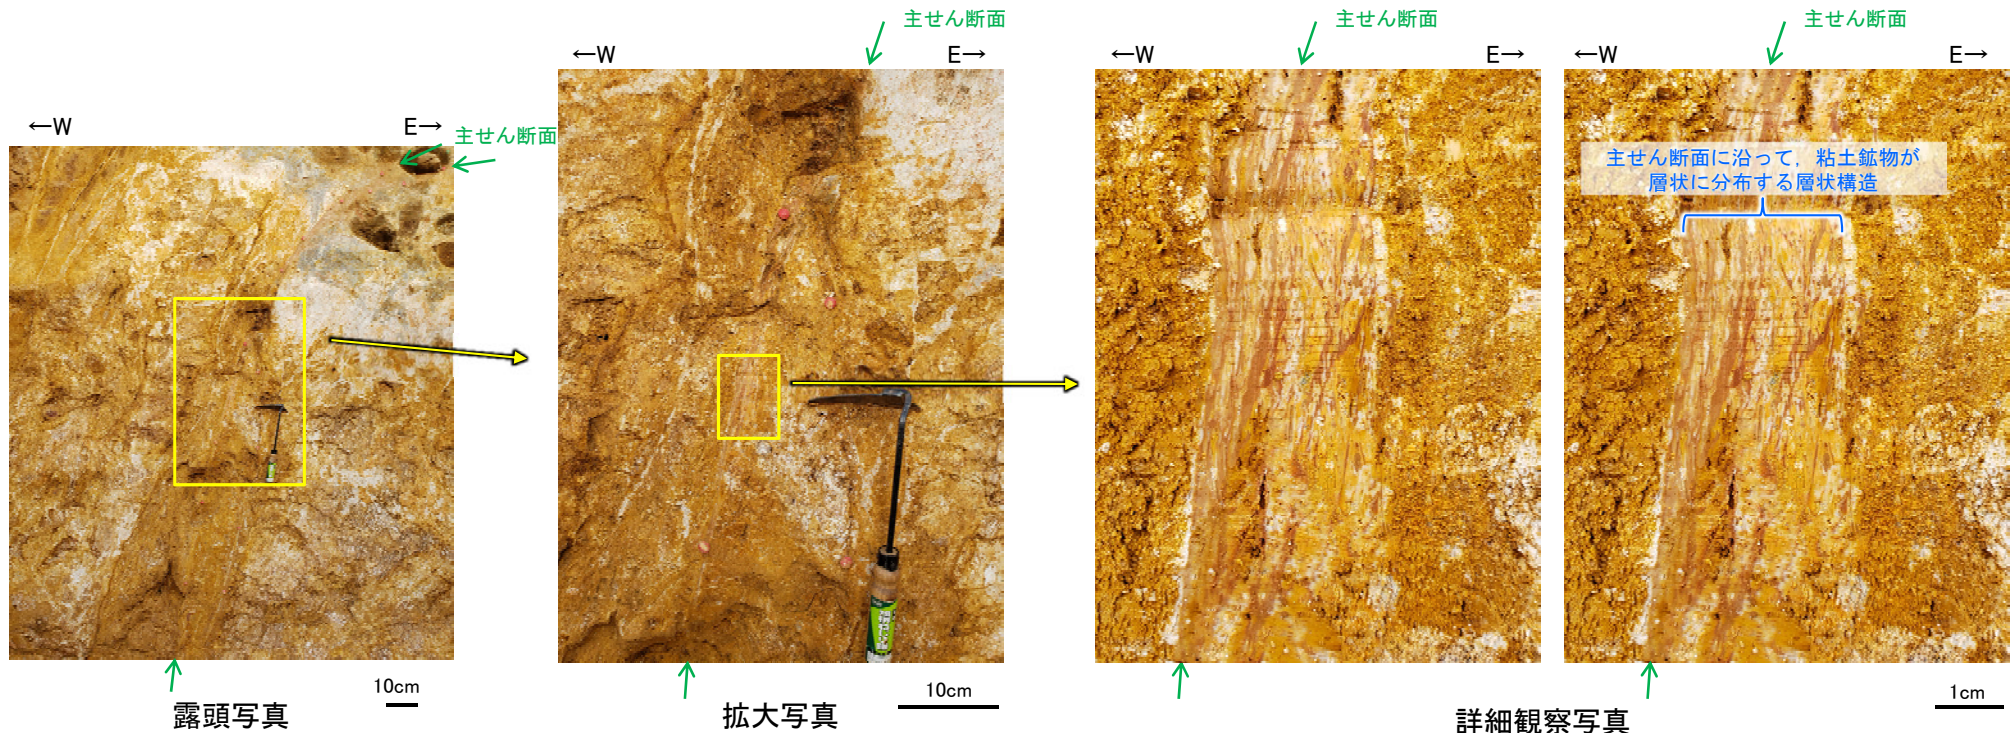 主せん断面
主せん断面
主せん断面
←W
E→
←W
E→
←W
E→
←W
E→
主せん断面
主せん断面に沿って，粘土鉱物が
層状に分布する層状構造
10cm
10cm
1cm
露頭写真
拡大写真
詳細観察写真